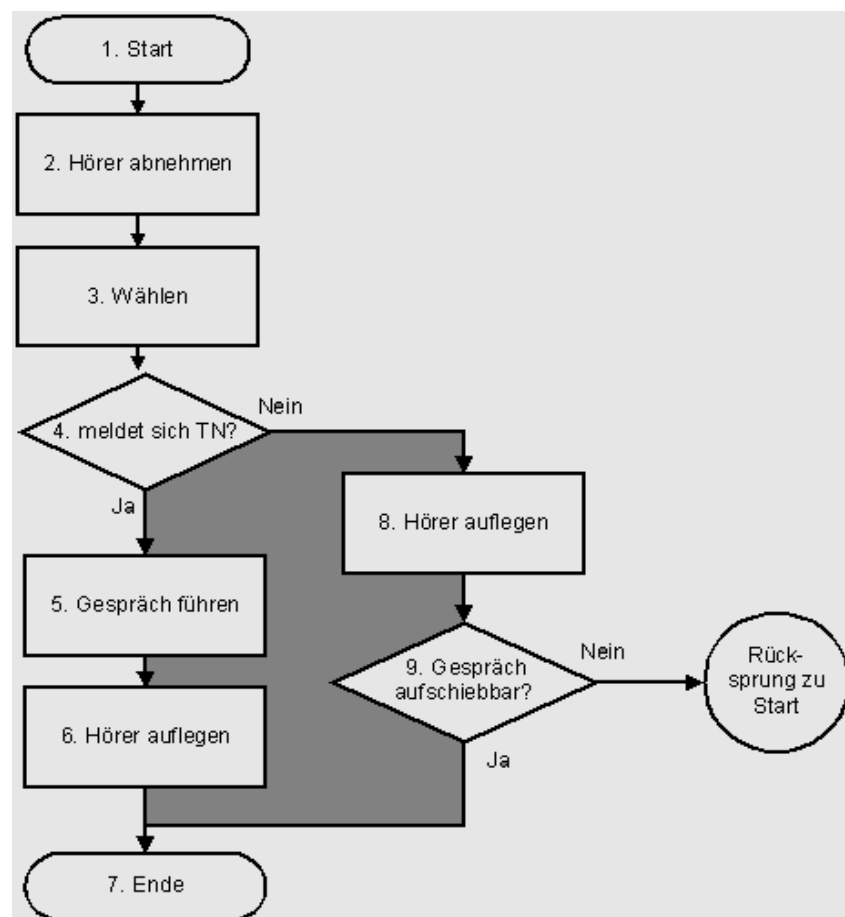 1. Start
2. Hörer abnehmen
3. Wählen
4. meldet sich TN?
Nein
Ja
5. Gespräch führen
6. Hörer auflegen
7. Ende
8. Hörer auflegen
9. Gespräch
aufschiebbar?
Nein
Ja
Rück-
sprung zu
Start